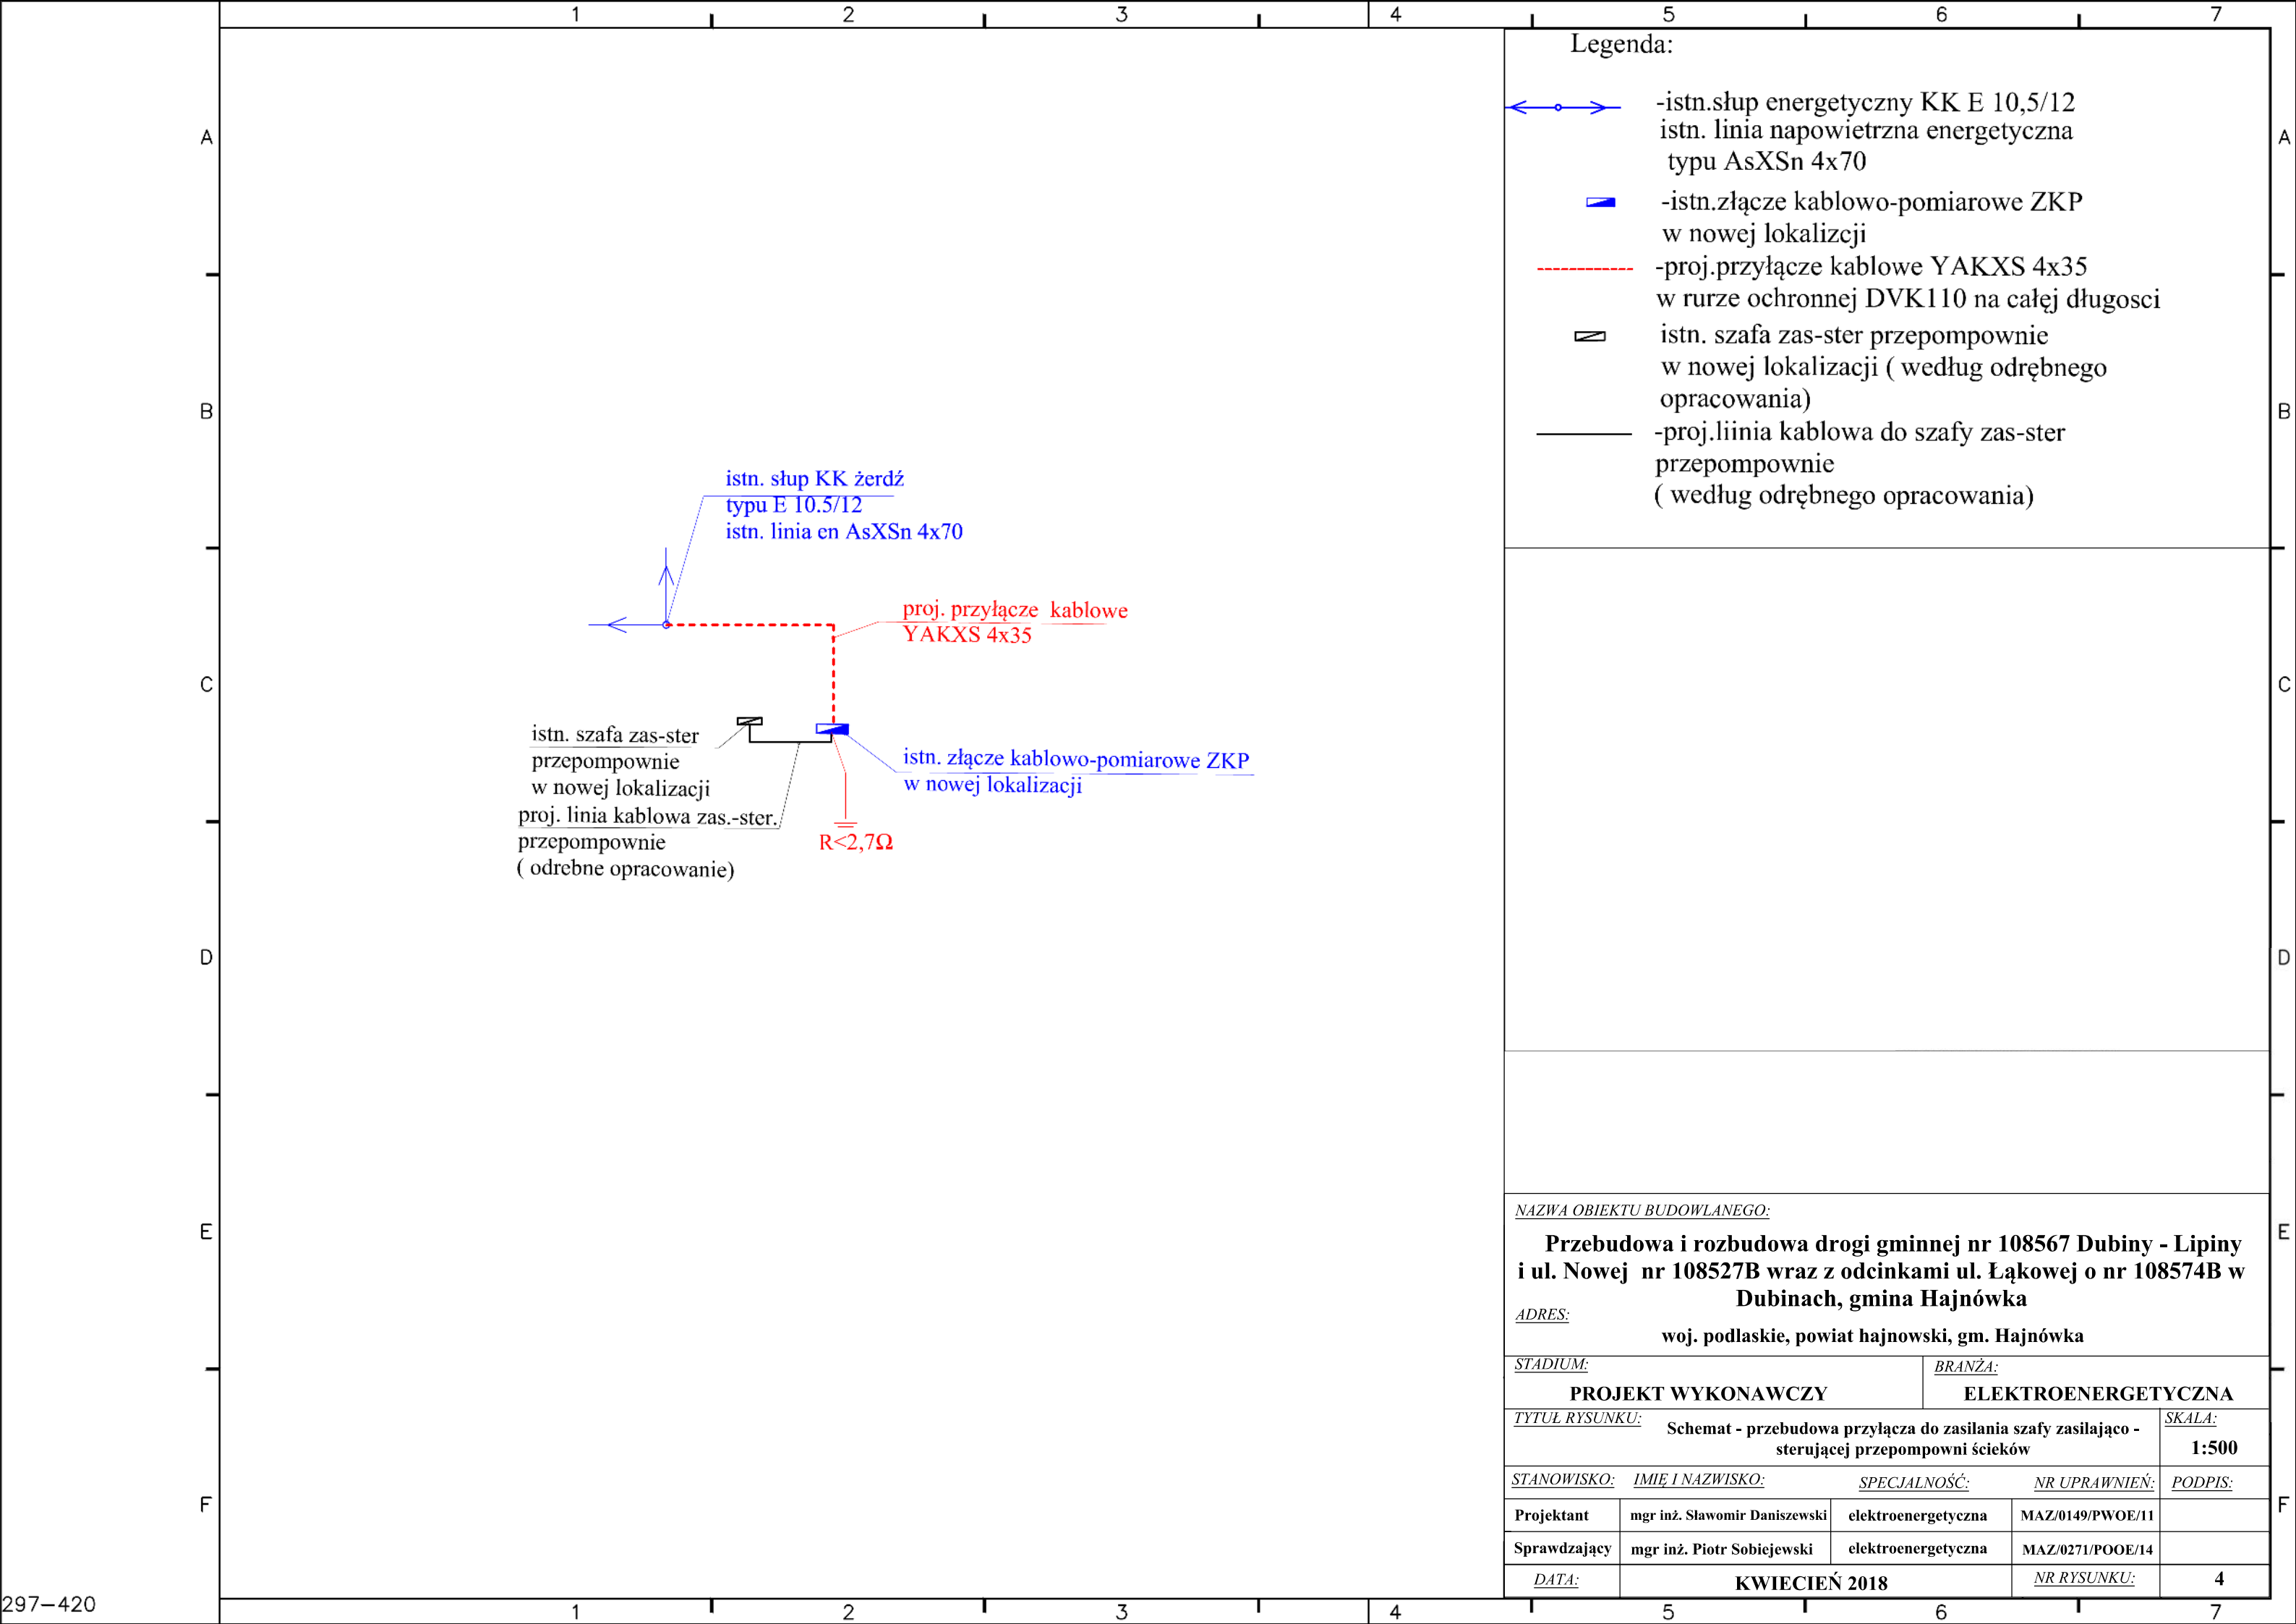 1 2 3 4 5 6 7
A A
B B
C C
D D
E E
F F
Legenda:
-istn.słup energetyczny KK E 10,5/12
istn. linia napowietrzna energetyczna
typu AsXSn 4x70
-istn.złącze kablowo-pomiarowe ZKP
w nowej lokalizcji
-proj.przyłącze kablowe YAKXS 4x35
w rurze ochronnej DVK110 na całęj długosci
istn. szafa zas-ster przepompownie
w nowej lokalizacji ( według odrębnego
opracowania)
-proj.liinia kablowa do szafy zas-ster
przepompownie
( według odrębnego opracowania)
istn. słup KK żerdź
typu E 10.5/12
istn. linia en AsXSn 4x70
proj. przyłącze kablowe
YAKXS 4x35
istn. szafa zas-ster
przepompownie
w nowej lokalizacji
proj. linia kablowa zas.-ster.
przepompownie
( odrebne opracowanie)
istn. złącze kablowo-pomiarowe ZKP
w nowej lokalizacji
R<2,7Ω
NAZWA OBIEKTU BUDOWLANEGO:
Przebudowa i rozbudowa drogi gminnej nr 108567 Dubiny - Lipiny
i ul. Nowej nr 108527B wraz z odcinkami ul. Łąkowej o nr 108574B w
Dubinach, gmina Hajnówka
ADRES:
woj. podlaskie, powiat hajnowski, gm. Hajnówka
STADIUM: BRANŻA:
PROJEKT WYKONAWCZY ELEKTROENERGETYCZNA
TYTUŁ RYSUNKU: SKALA:
Schemat - przebudowa przyłącza do zasilania szafy zasilająco -
sterującej przepompowni ścieków
1:500
STANOWISKO: IMIĘ I NAZWISKO: SPECJALNOŚĆ: NR UPRAWNIEŃ: PODPIS:
Projektant mgr inż. Sławomir Daniszewski elektroenergetyczna MAZ/0149/PWOE/11
Sprawdzający mgr inż. Piotr Sobiejewski elektroenergetyczna MAZ/0271/POOE/14
DATA: KWIECIEŃ 2018 NR RYSUNKU: 4
297-420
1 2 3 4 5 6 7